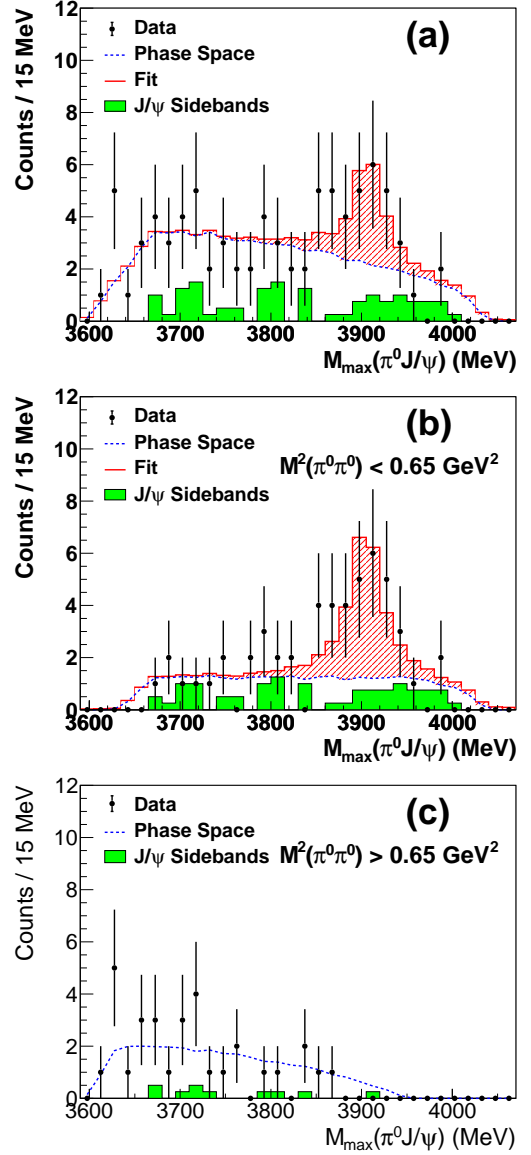 Counts / 15 MeV
12
10
8
6
4
2
0
Data
Phase Space
Fit
J/ψ Sidebands
(a)
3600 3700 3800 3900 4000
M_max(π⁰J/ψ) (MeV)
Counts / 15 MeV
12
10
8
6
4
2
0
Data
Phase Space
Fit
J/ψ Sidebands
(b)
M²(π⁰π⁰) < 0.65 GeV²
3600 3700 3800 3900 4000
M_max(π⁰J/ψ) (MeV)
Counts / 15 MeV
12
10
8
6
4
2
0
Data
Phase Space
J/ψ Sidebands
(c)
M²(π⁰π⁰) > 0.65 GeV²
3600 3700 3800 3900 4000
M_max(π⁰J/ψ) (MeV)